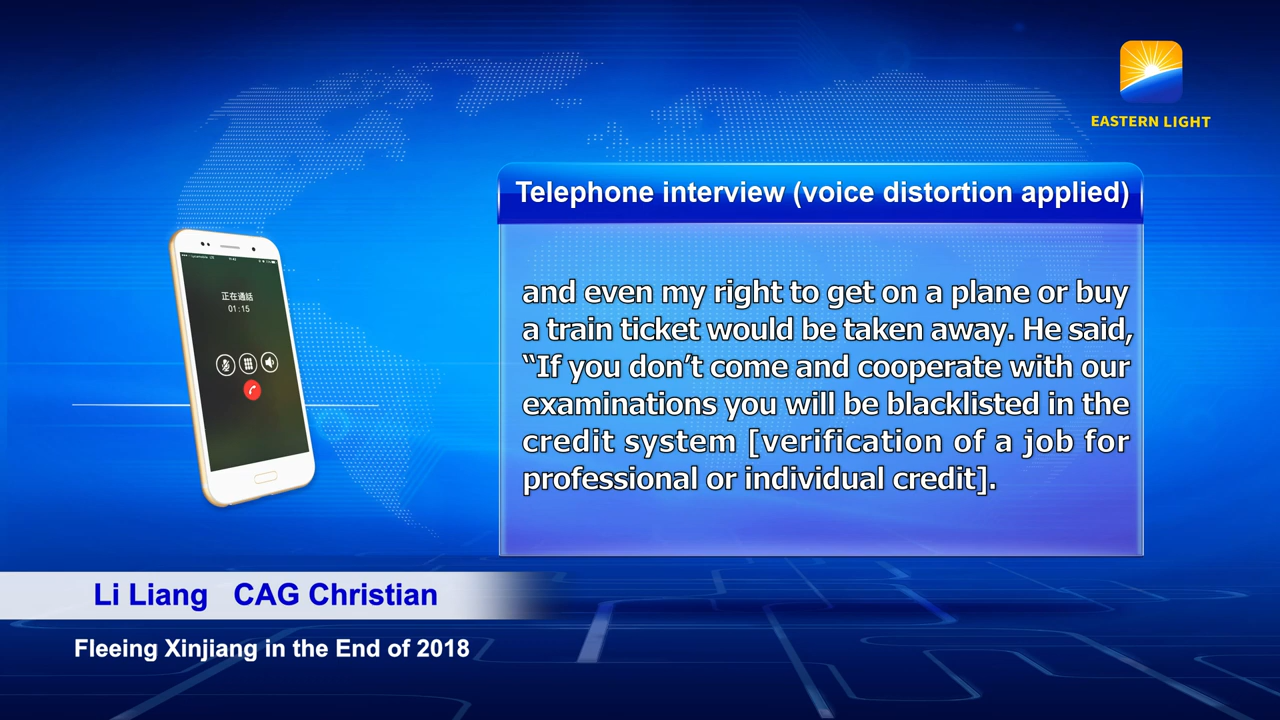 EASTERN LIGHT
Telephone interview (voice distortion applied)
and even my right to get on a plane or buy
a train ticket would be taken away. He said,
“If you don’t come and cooperate with our
examinations you will be blacklisted in the
credit system [verification of a job for
professional or individual credit].
正在通話
01:15
Li Liang CAG Christian
Fleeing Xinjiang in the End of 2018